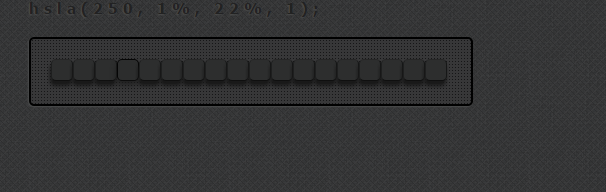 hsla(250, 1%, 22%, 1);